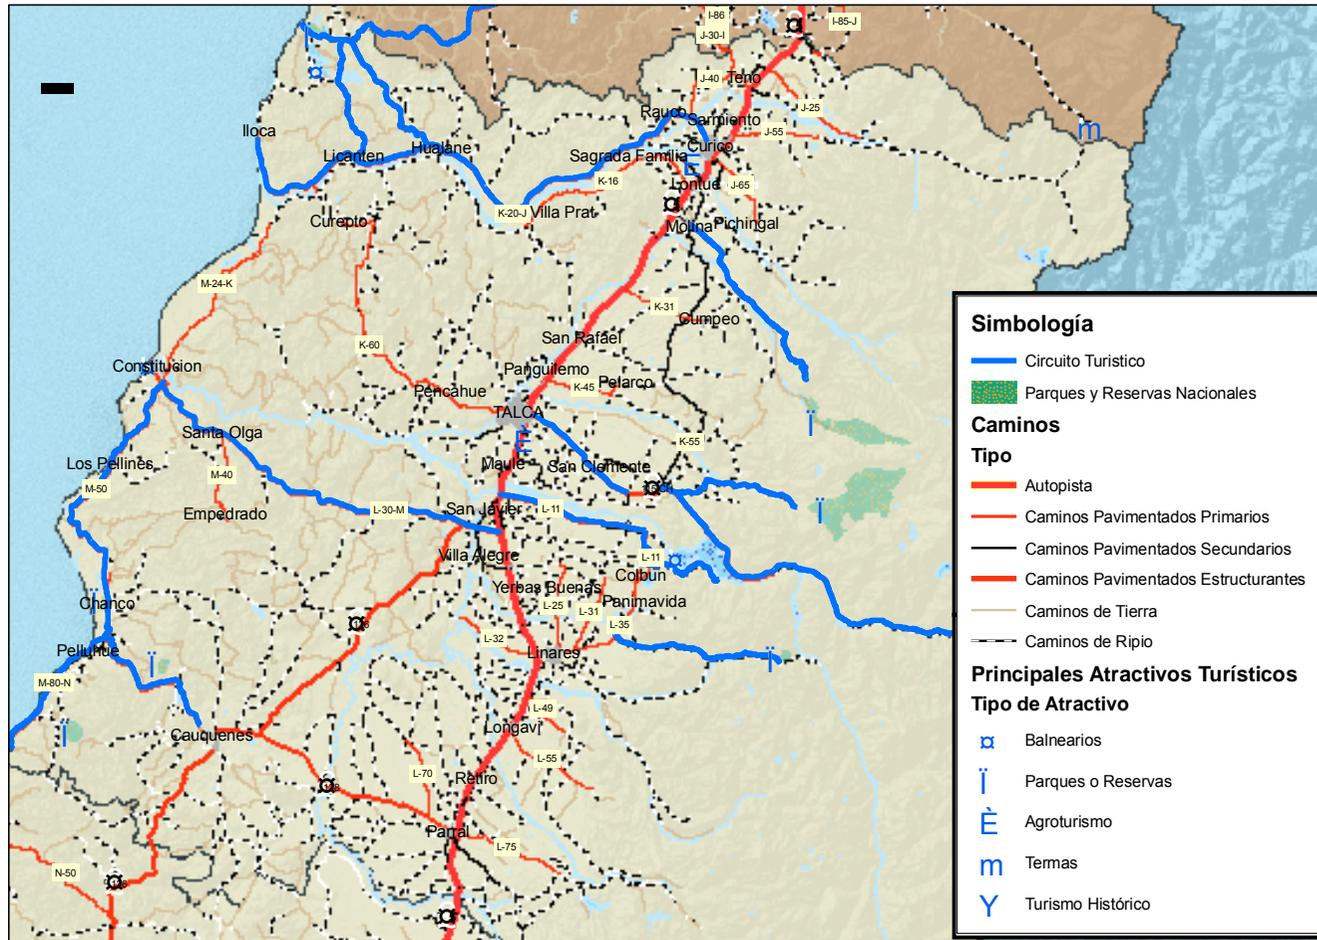 I-86
I-85-J
J-30-I
J-40
Teno
J-25
Rauco
Sarmiento
m
Iloca
J-55
Licanten
Hualañe
Sagrada Familia
Curico
È
K-16
Lontue
J-65
K-20-J
Villa Prat
Curepto
Molina
Pichingal
M-24-K
K-31
Cumpeo
San Rafael
K-60
Constitucion
Panguilemo
Pencahue
K-45
Pelarco
TALCA
Ï
Santa Olga
È
K-55
Los Pellines
Maule
San Clemente
M-40
M-50
Empedrado
L-30-M
San Javier
L-11
Ï
Villa Alegre
L-11
Colbun
Yerbas Buenas
Chanco
L-25
L-31
Panimavida
L-35
L-32
Pelluhue
Ï
Linares
Ï
M-80-N
L-49
Cauquenes
Ï
Longavi
L-55
L-70
Retiro
128
Parral
L-75
N-50
Simbología
Circuito Turistico
Parques y Reservas Nacionales
Caminos
Tipo
Autopista
Caminos Pavimentados Primarios
Caminos Pavimentados Secundarios
Caminos Pavimentados Estructurantes
Caminos de Tierra
Caminos de Ripio
Principales Atractivos Turísticos
Tipo de Atractivo
¤ Balnearios
Ï Parques o Reservas
È Agroturismo
m Termas
Y Turismo Histórico